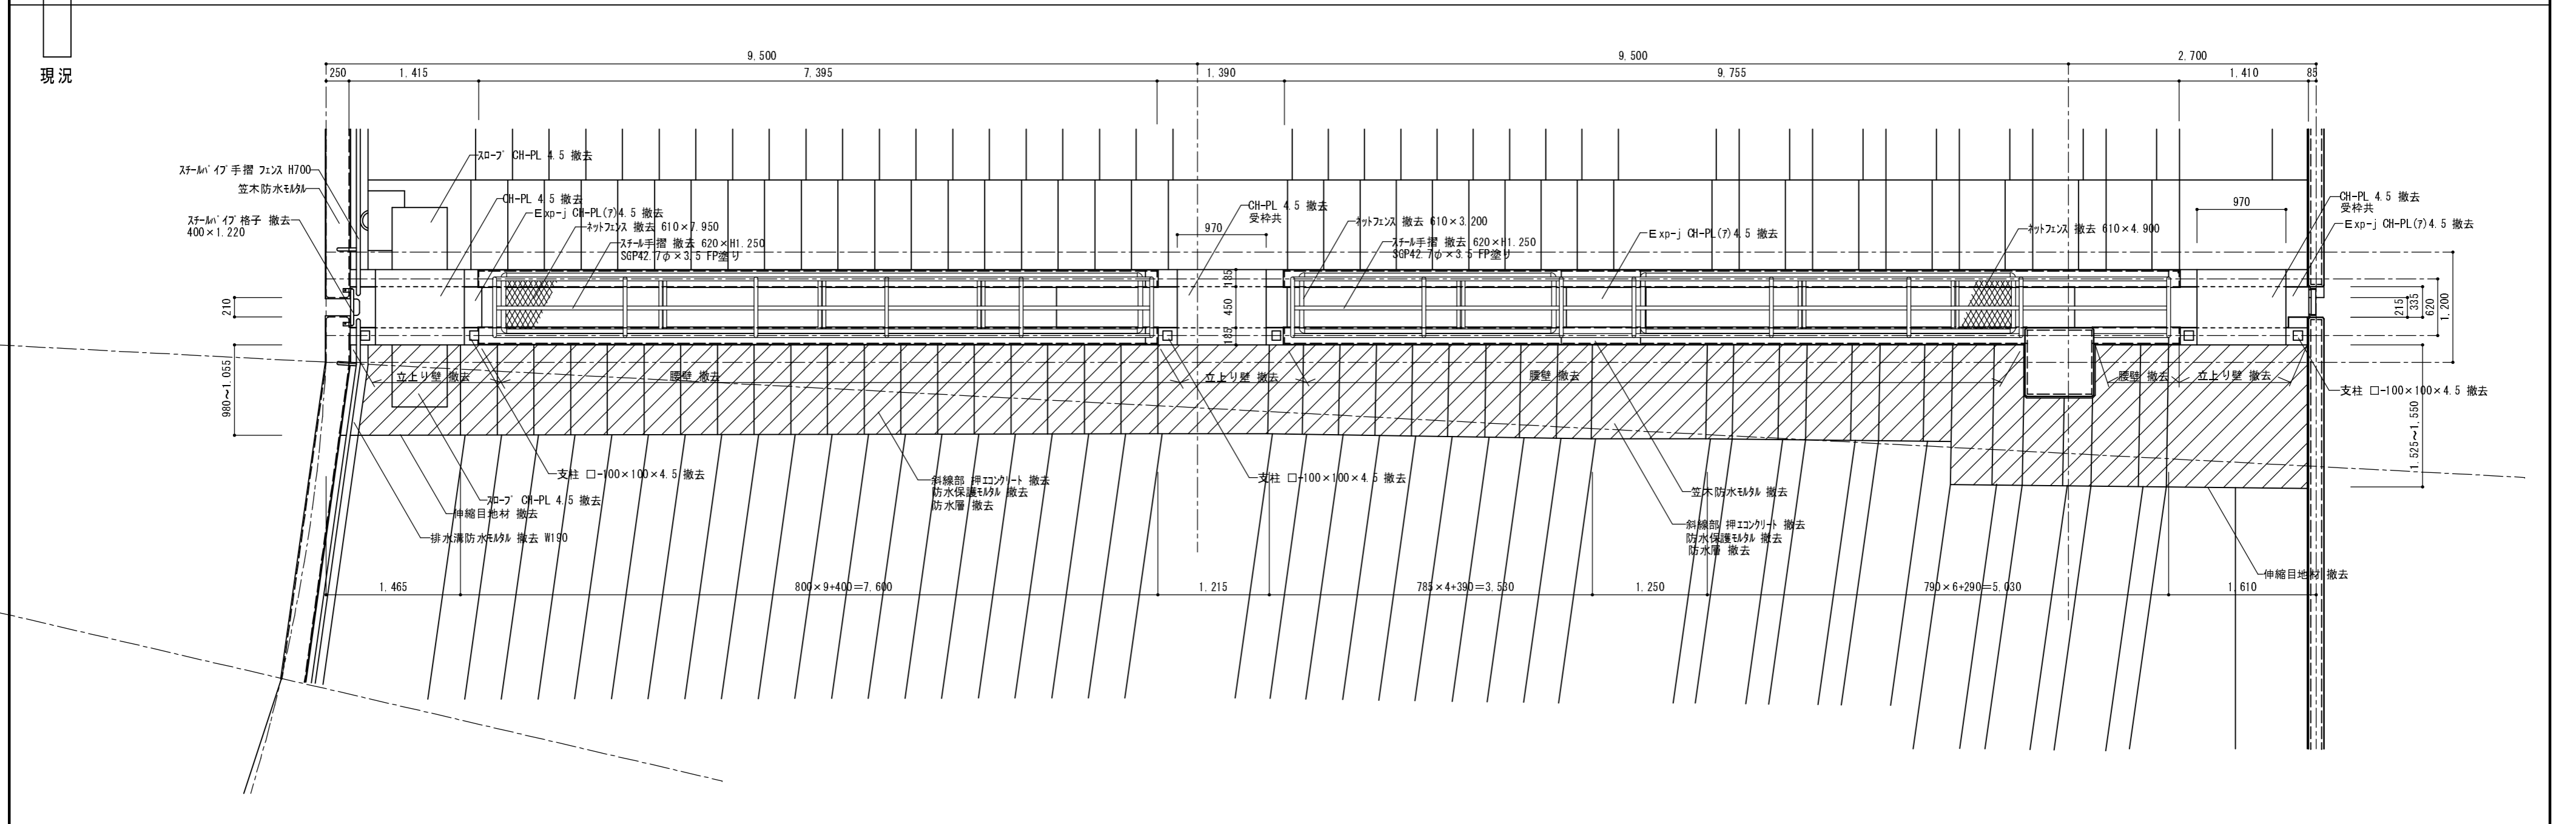 現況
9,500
9,500
2,700
250
1,415
7,395
1,390
9,755
1,410
85
スロープ CH-PL 4.5 撤去
スチールパイプ手摺 フェンス H700
笠木防水モルタル
スチールパイプ格子 撤去
400×1.220
CH-PL 4.5 撤去
Exp-j CH-PL(ア)4.5 撤去
ネットフェンス 撤去 610×7.950
スチール手摺 撤去 620×H1.250
SGP42.7φ×3.5 FP塗り
CH-PL 4.5 撤去
受枠共
970
ネットフェンス 撤去 610×3.200
スチール手摺 撤去 620×H1.250
SGP42.7φ×3.5 FP塗り
Exp-j CH-PL(ア)4.5 撤去
ネットフェンス 撤去 610×4.900
970
CH-PL 4.5 撤去
受枠共
Exp-j CH-PL(ア)4.5 撤去
210
185
450
185
215
335
620
1,200
980~1.055
立上り壁 撤去
腰壁 撤去
立上り壁 撤去
腰壁 撤去
腰壁 撤去
立上り壁 撤去
支柱 □-100×100×4.5 撤去
1.525~1.550
支柱 □-100×100×4.5 撤去
スロープ CH-PL 4.5 撤去
伸縮目地材 撤去
排水溝防水モルタル 撤去 W190
斜線部 押エコンクリート 撤去
防水保護モルタル 撤去
防水層 撤去
支柱 □-100×100×4.5 撤去
笠木防水モルタル 撤去
斜線部 押エコンクリート 撤去
防水保護モルタル 撤去
防水層 撤去
伸縮目地材 撤去
1,465
800×9+400=7,600
1,215
785×4+390=3,530
1,250
790×6+290=5,030
1,610